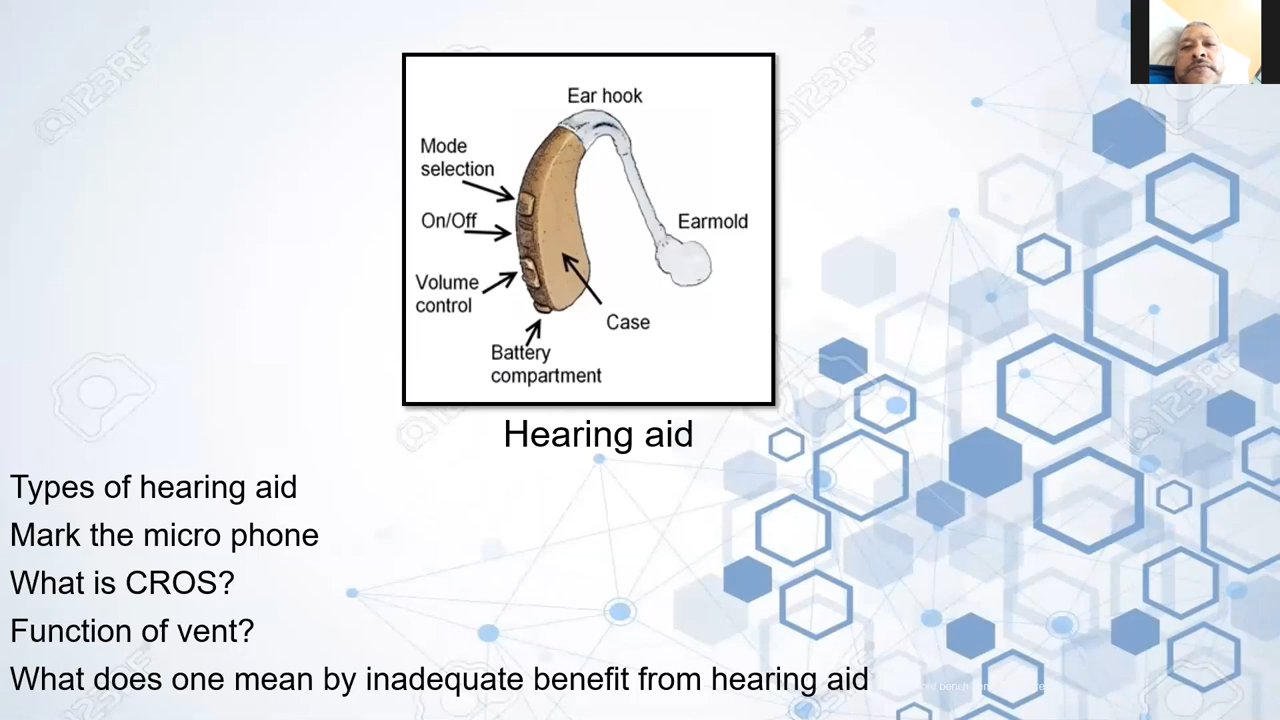 Ear hook
Mode
selection
On/Off
Earmold
Volume
control
Case
Battery
compartment
Hearing aid
Types of hearing aid
Mark the micro phone
What is CROS?
Function of vent?
What does one mean by inadequate benefit from hearing aid
123RF
123RF